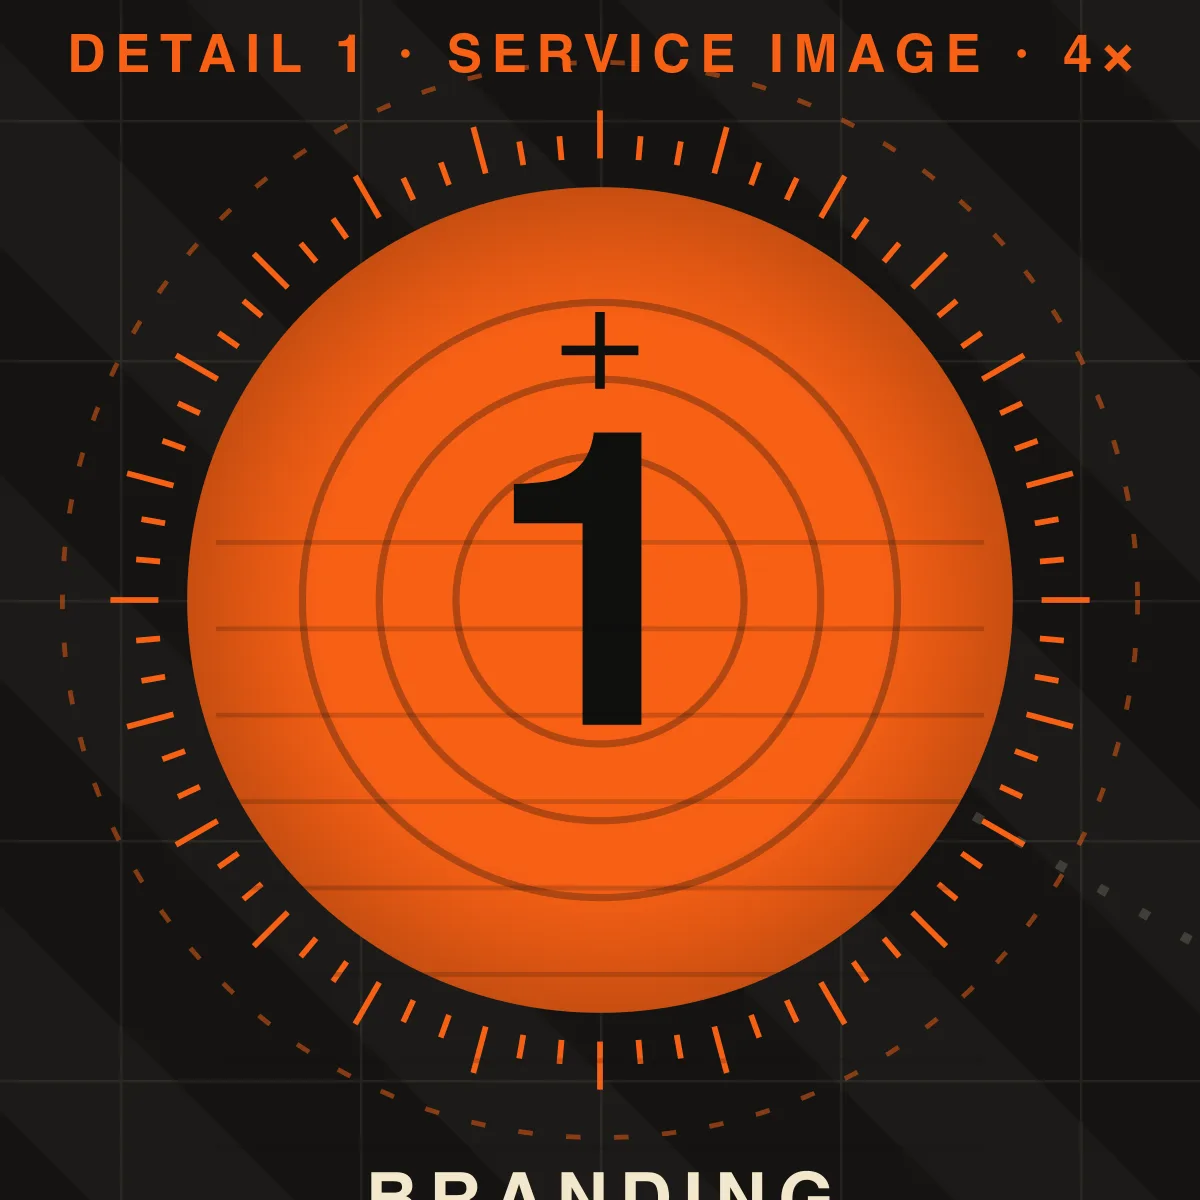 DETAIL 1 · SERVICE IMAGE · 4×
+
1
BRANDING